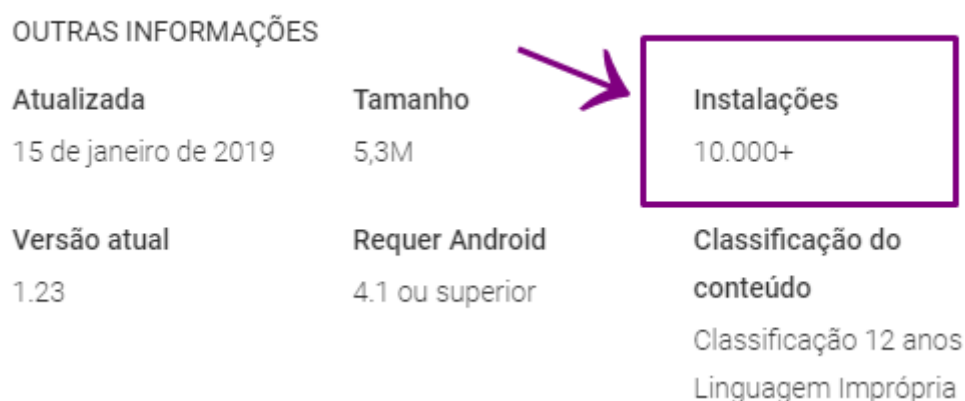 OUTRAS INFORMAÇÕES
Atualizada
15 de janeiro de 2019
Tamanho
5,3M
Instalações
10.000+
Versão atual
1.23
Requer Android
4.1 ou superior
Classificação do
conteúdo
Classificação 12 anos
Linguagem Imprópria